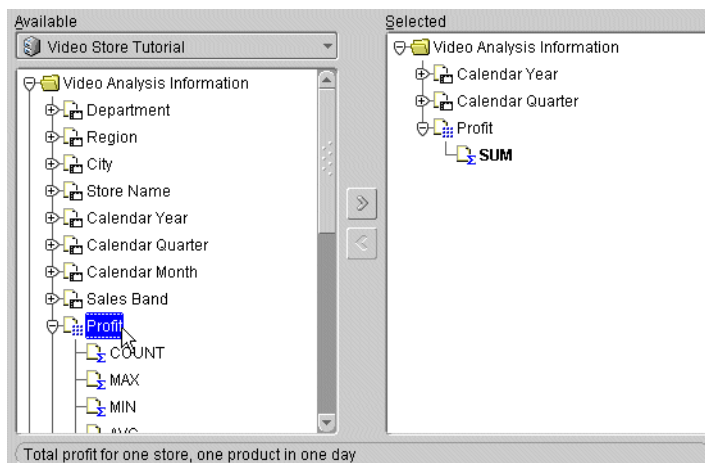 Available
Video Store Tutorial
Video Analysis Information
Department
Region
City
Store Name
Calendar Year
Calendar Quarter
Calendar Month
Sales Band
Profit
COUNT
MAX
MIN
AVG
Selected
Video Analysis Information
Calendar Year
Calendar Quarter
Profit
SUM
Total profit for one store, one product in one day